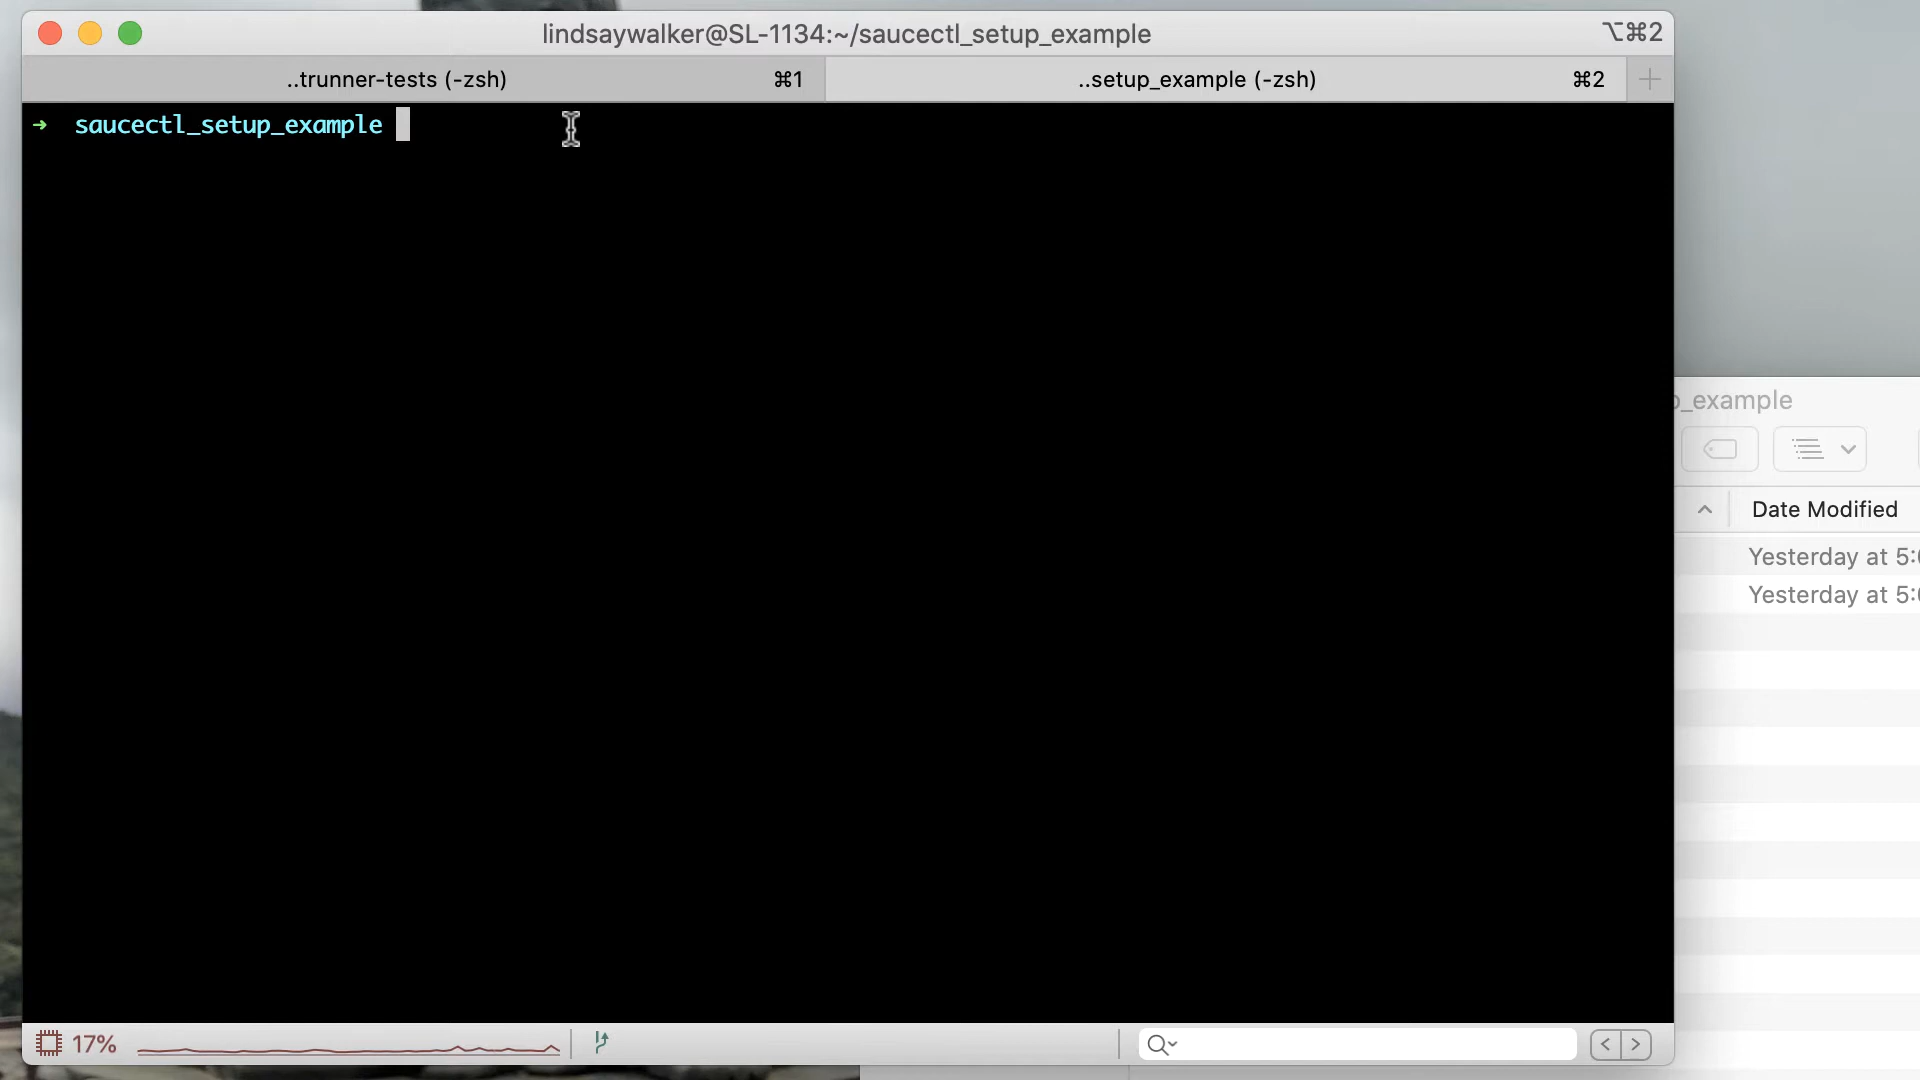 lindsaywalker@SL-1134:~/saucectl_setup_example
⌥⌘2
..trunner-tests (-zsh) ⌘1
..setup_example (-zsh) ⌘2
→ saucectl_setup_example
_example
Date Modified
Yesterday at 5:
Yesterday at 5:
17%